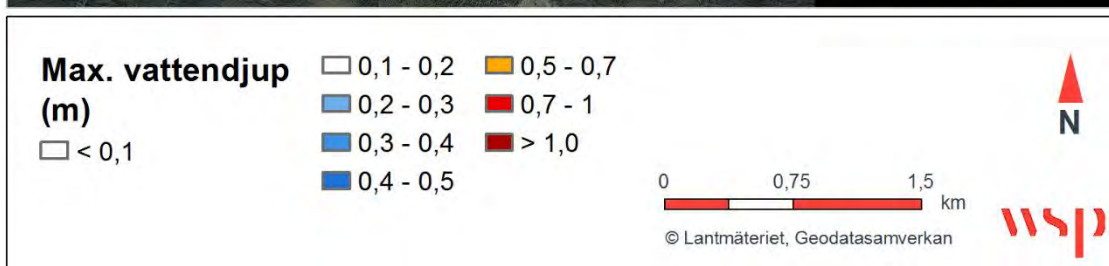 Max. vattendjup
(m)
< 0,1
0,1 - 0,2
0,2 - 0,3
0,3 - 0,4
0,4 - 0,5
0,5 - 0,7
0,7 - 1
> 1,0
0 0,75 1,5
km
© Lantmäteriet, Geodatasamverkan
N
wsp